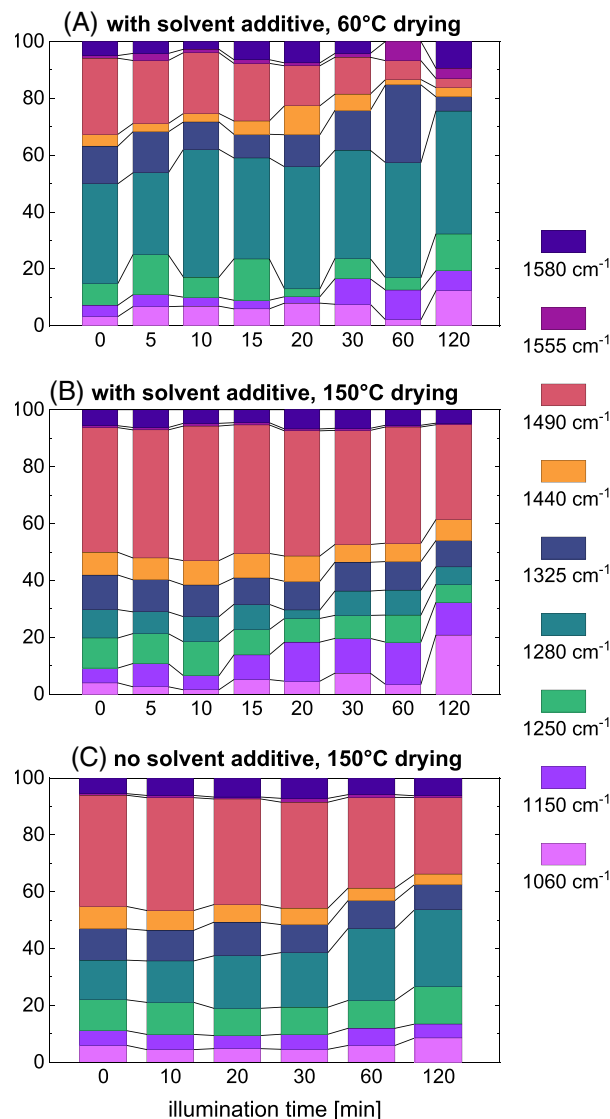 (A) with solvent additive, 60°C drying
100
80
60
40
20
0
0 5 10 15 20 30 60 120
(B) with solvent additive, 150°C drying
100
80
60
40
20
0
0 5 10 15 20 30 60 120
(C) no solvent additive, 150°C drying
100
80
60
40
20
0
0 10 20 30 60 120
illumination time [min]
1580 cm⁻¹
1555 cm⁻¹
1490 cm⁻¹
1440 cm⁻¹
1325 cm⁻¹
1280 cm⁻¹
1250 cm⁻¹
1150 cm⁻¹
1060 cm⁻¹